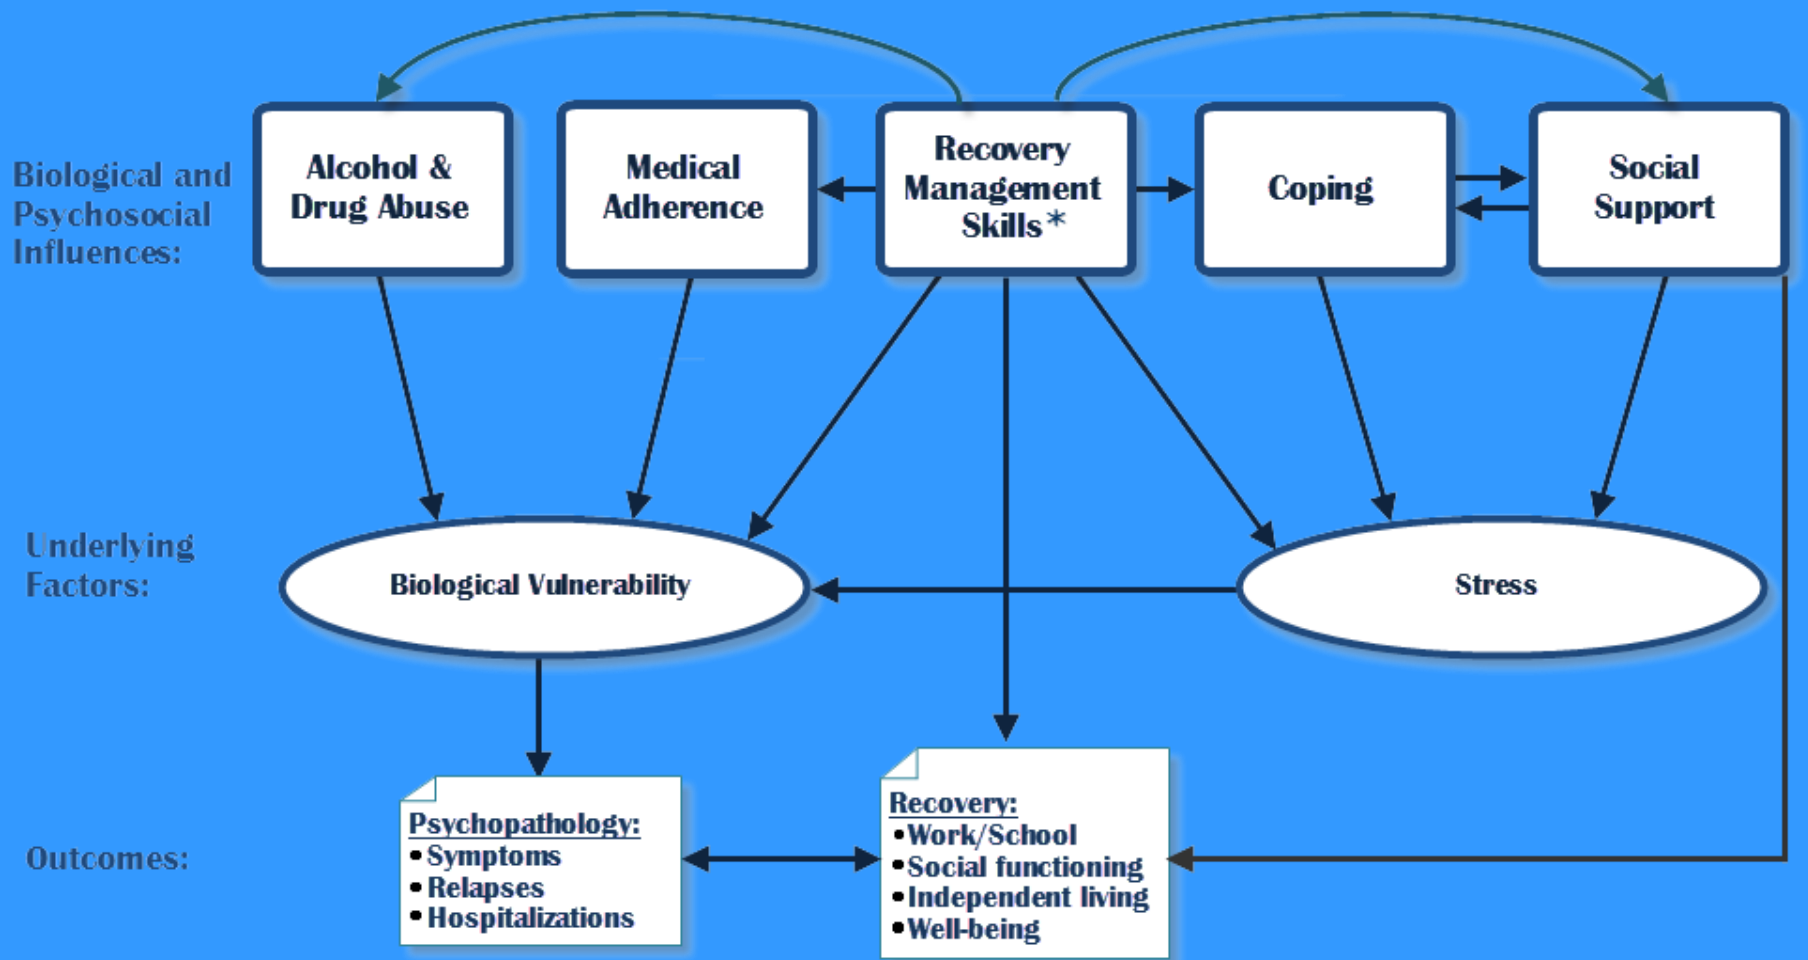 Biological and
Psychosocial
Influences:
Alcohol &
Drug Abuse
Medical
Adherence
Recovery
Management
Skills*
Coping
Social
Support
Underlying
Factors:
Biological Vulnerability
Stress
Outcomes:
Psychopathology:
•Symptoms
•Relapses
•Hospitalizations
Recovery:
•Work/School
•Social functioning
•Independent living
•Well-being